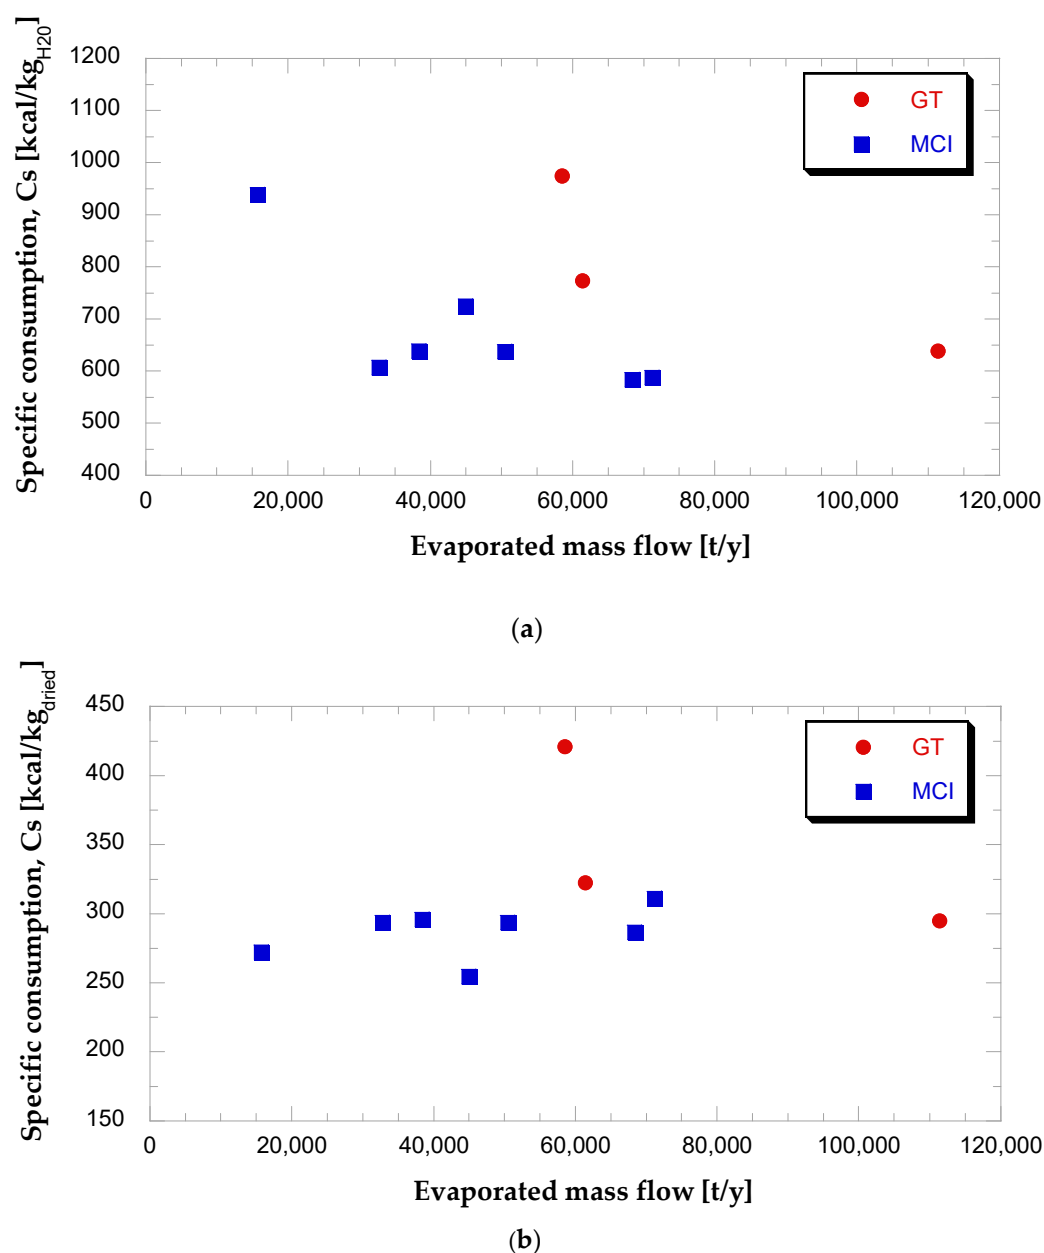 Specific consumption, Cs [kcal/kgH20]
1200
1100
1000
900
800
700
600
500
400
GT
MCI
0 20,000 40,000 60,000 80,000 100,000 120,000
Evaporated mass flow [t/y]
(a)
Specific consumption, Cs [kcal/kgdried]
450
400
350
300
250
200
150
GT
MCI
0 20,000 40,000 60,000 80,000 100,000 120,000
Evaporated mass flow [t/y]
(b)